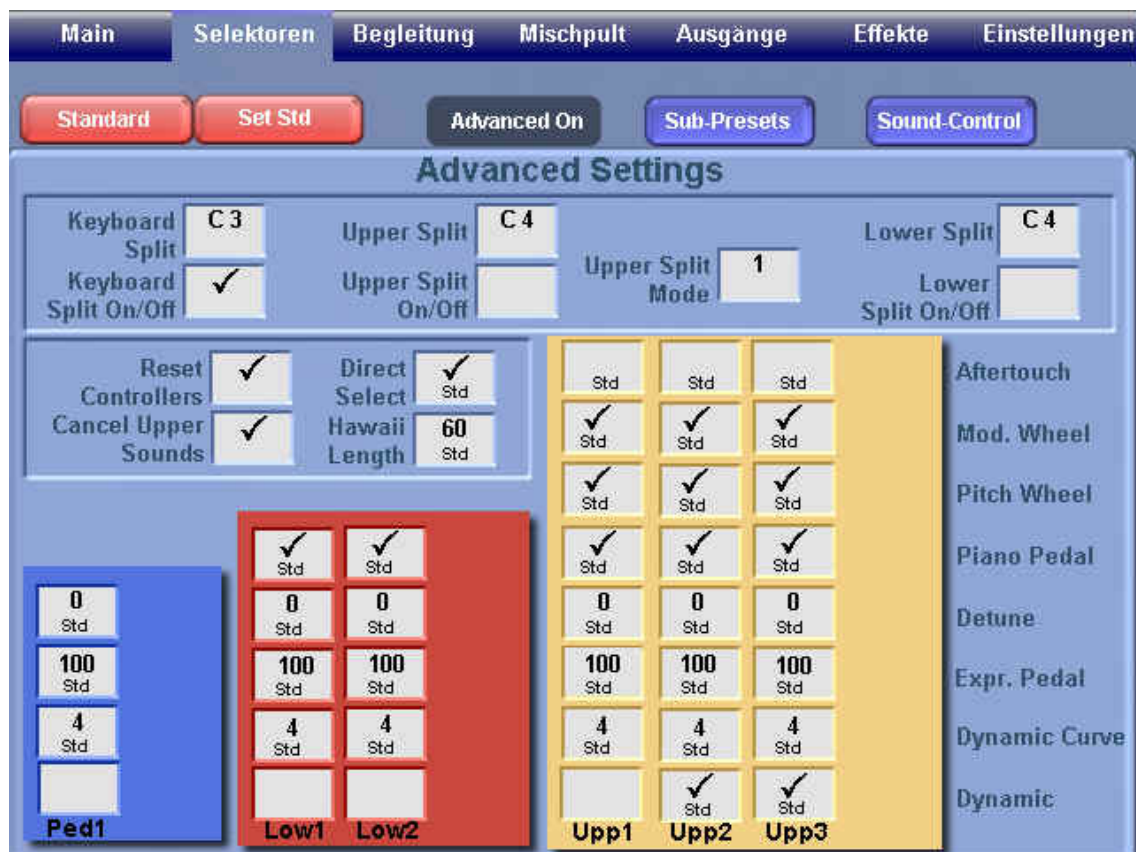 Main Selektoren Begleitung Mischpult Ausgänge Effekte Einstellungen
Standard Set Std Advanced On Sub-Presets Sound-Control
Advanced Settings
Keyboard Split C 3 Upper Split C 4 Lower Split C 4
Upper Split Mode 1
Keyboard Split On/Off ✓ Upper Split On/Off Lower Split On/Off
Reset Controllers ✓ Direct Select ✓ Std
Cancel Upper Sounds ✓ Hawaii Length 60 Std
Std Std Std Aftertouch
✓ Std ✓ Std ✓ Std Mod. Wheel
✓ Std ✓ Std ✓ Std Pitch Wheel
✓ Std ✓ Std ✓ Std ✓ Std ✓ Std Piano Pedal
0 Std 0 Std 0 Std 0 Std 0 Std 0 Std Detune
100 Std 100 Std 100 Std 100 Std 100 Std 100 Std Expr. Pedal
4 Std 4 Std 4 Std 4 Std 4 Std 4 Std Dynamic Curve
✓ Std ✓ Std Dynamic
Ped1 Low1 Low2 Upp1 Upp2 Upp3